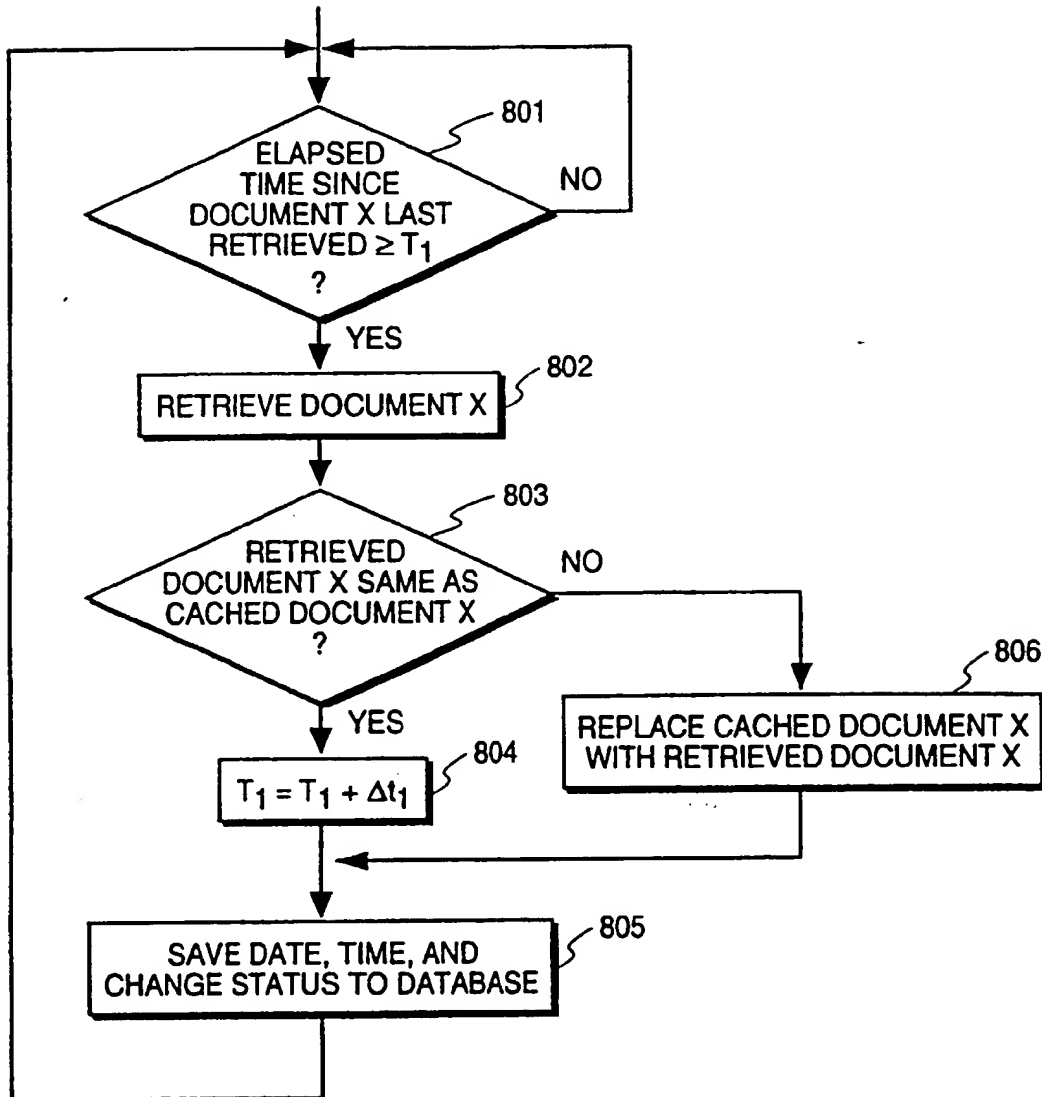 801
ELAPSED
TIME SINCE
DOCUMENT X LAST
RETRIEVED ≥ T1
?
NO
YES
802
RETRIEVE DOCUMENT X
803
RETRIEVED
DOCUMENT X SAME AS
CACHED DOCUMENT X
?
NO
YES
806
REPLACE CACHED DOCUMENT X
WITH RETRIEVED DOCUMENT X
804
T1 = T1 + Δt1
805
SAVE DATE, TIME, AND
CHANGE STATUS TO DATABASE